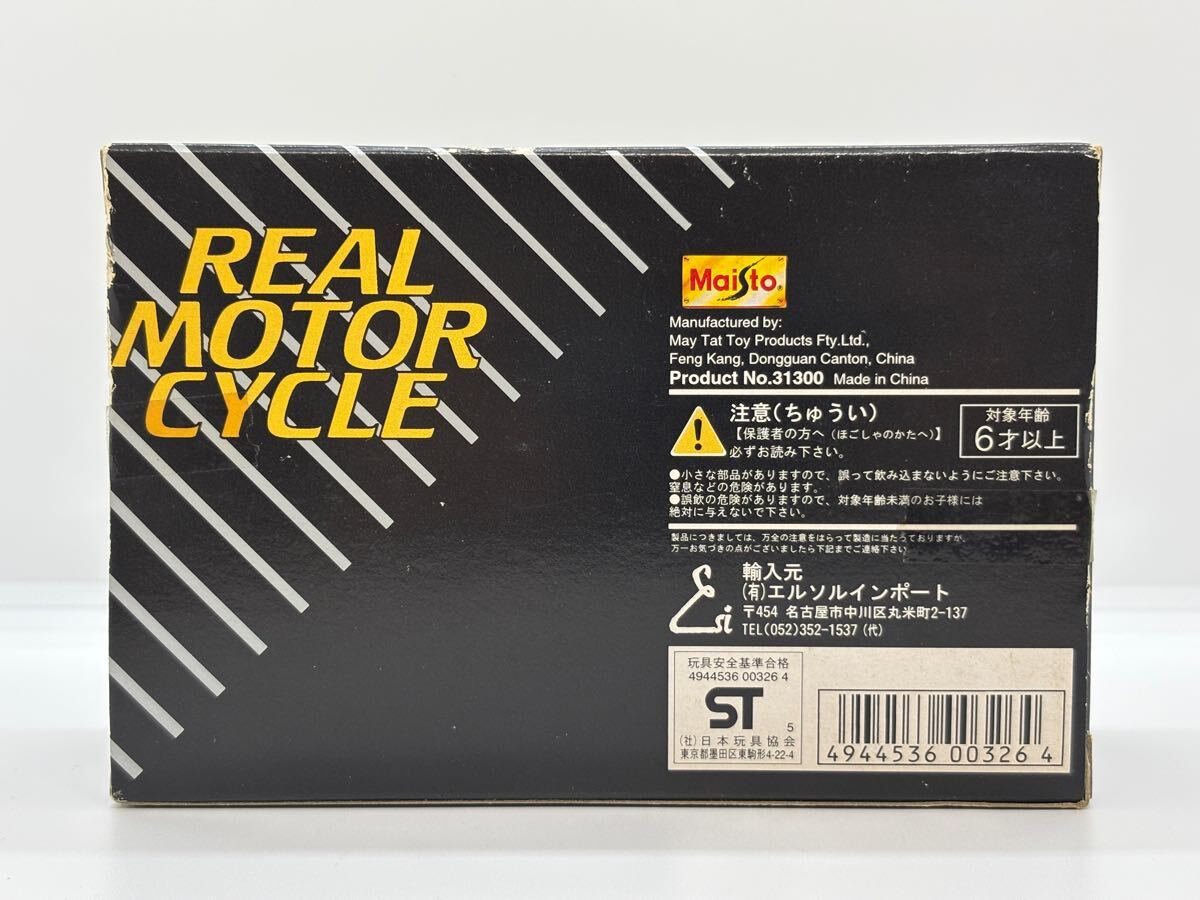 REAL
MOTOR
CYCLE
Maisto®
Manufactured by:
May Tat Toy Products Fty.Ltd.,
Feng Kang, Dongguan Canton, China
Product No.31300 Made in China
注意(ちゅうい)
【保護者の方へ(ほごしゃのかたへ)】
必ずお読み下さい。
対象年齢
6才以上
●小さな部品がありますので、誤って飲み込まないようにご注意下さい。
窒息などの危険があります。
●誤飲の危険がありますので、対象年齢未満のお子様には
絶対に与えないで下さい。
製品につきましては、万全の注意をはらって製造に当たっておりますが、
万一お気づきの点がございましたら下記までご連絡下さい
Esi
輸入元
(有)エルソルインポート
〒454 名古屋市中川区丸米町2-137
TEL(052)352-1537(代)
玩具安全基準合格
4944536 00326 4
ST
5
(社)日本玩具協会
東京都墨田区東駒形4-22-4
4944536 00326 4